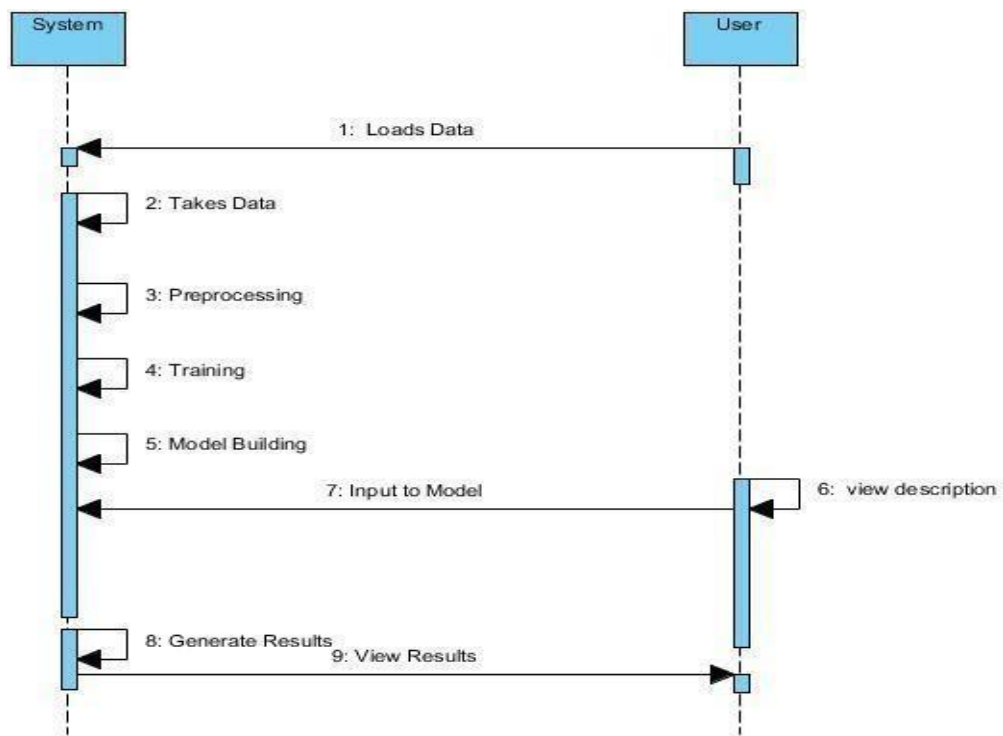 System
User
1: Loads Data
2: Takes Data
3: Preprocessing
4: Training
5: Model Building
7: Input to Model
6: view description
8: Generate Results
9: View Results